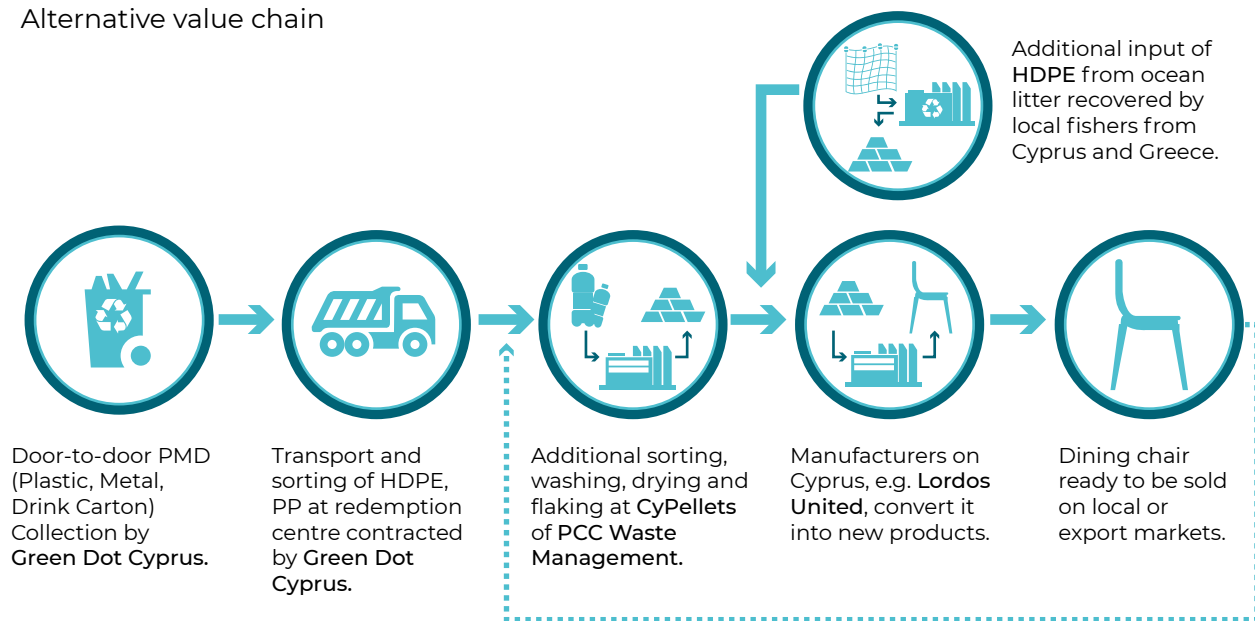 Alternative value chain
Additional input of
HDPE from ocean
litter recovered by
local fishers from
Cyprus and Greece.
Door-to-door PMD
(Plastic, Metal,
Drink Carton)
Collection by
Green Dot Cyprus.
Transport and
sorting of HDPE,
PP at redemption
centre contracted
by Green Dot
Cyprus.
Additional sorting,
washing, drying and
flaking at CyPellets
of PCC Waste
Management.
Manufacturers on
Cyprus, e.g. Lordos
United, convert it
into new products.
Dining chair
ready to be sold
on local or
export markets.